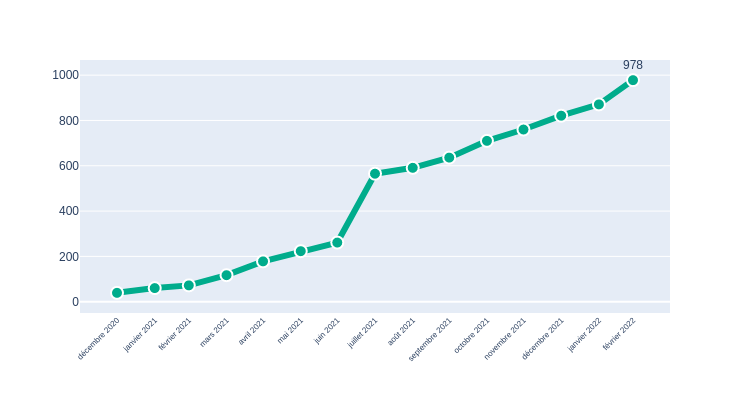 978
1000
800
600
400
200
0
décembre 2020
janvier 2021
février 2021
mars 2021
avril 2021
mai 2021
juin 2021
juillet 2021
août 2021
septembre 2021
octobre 2021
novembre 2021
décembre 2021
janvier 2022
février 2022